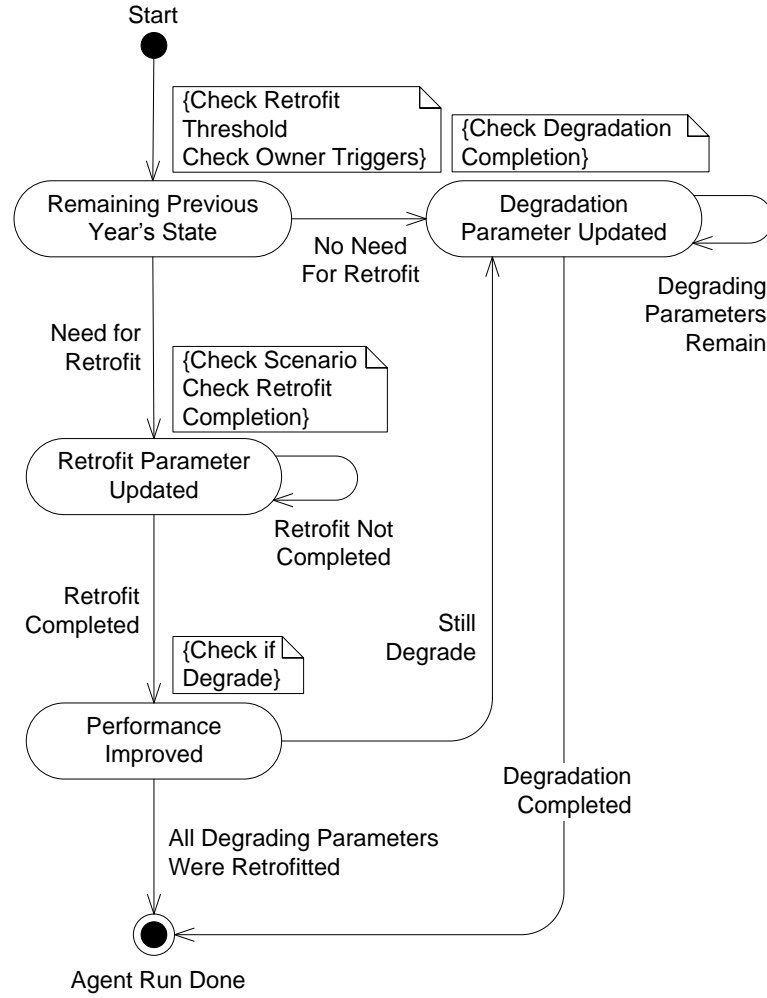 Start
{Check Retrofit
Threshold
Check Owner Triggers}
{Check Degradation
Completion}
Remaining Previous
Year's State
Degradation
Parameter Updated
No Need
For Retrofit
Degrading
Parameters
Remain
Need for
Retrofit
{Check Scenario
Check Retrofit
Completion}
Retrofit Parameter
Updated
Retrofit Not
Completed
Retrofit
Completed
Still
Degrade
{Check if
Degrade}
Performance
Improved
Degradation
Completed
All Degrading Parameters
Were Retrofitted
Agent Run Done